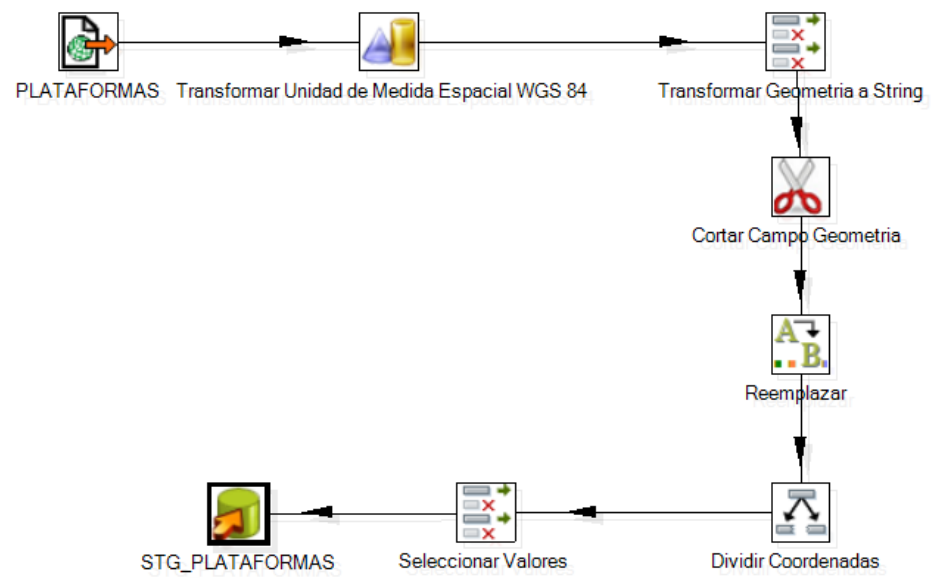 PLATAFORMAS
Transformar Unidad de Medida Espacial WGS 84
Transformar Geometria a String
Cortar Campo Geometria
A
B
Reemplazar
Dividir Coordenadas
Seleccionar Valores
STG_PLATAFORMAS